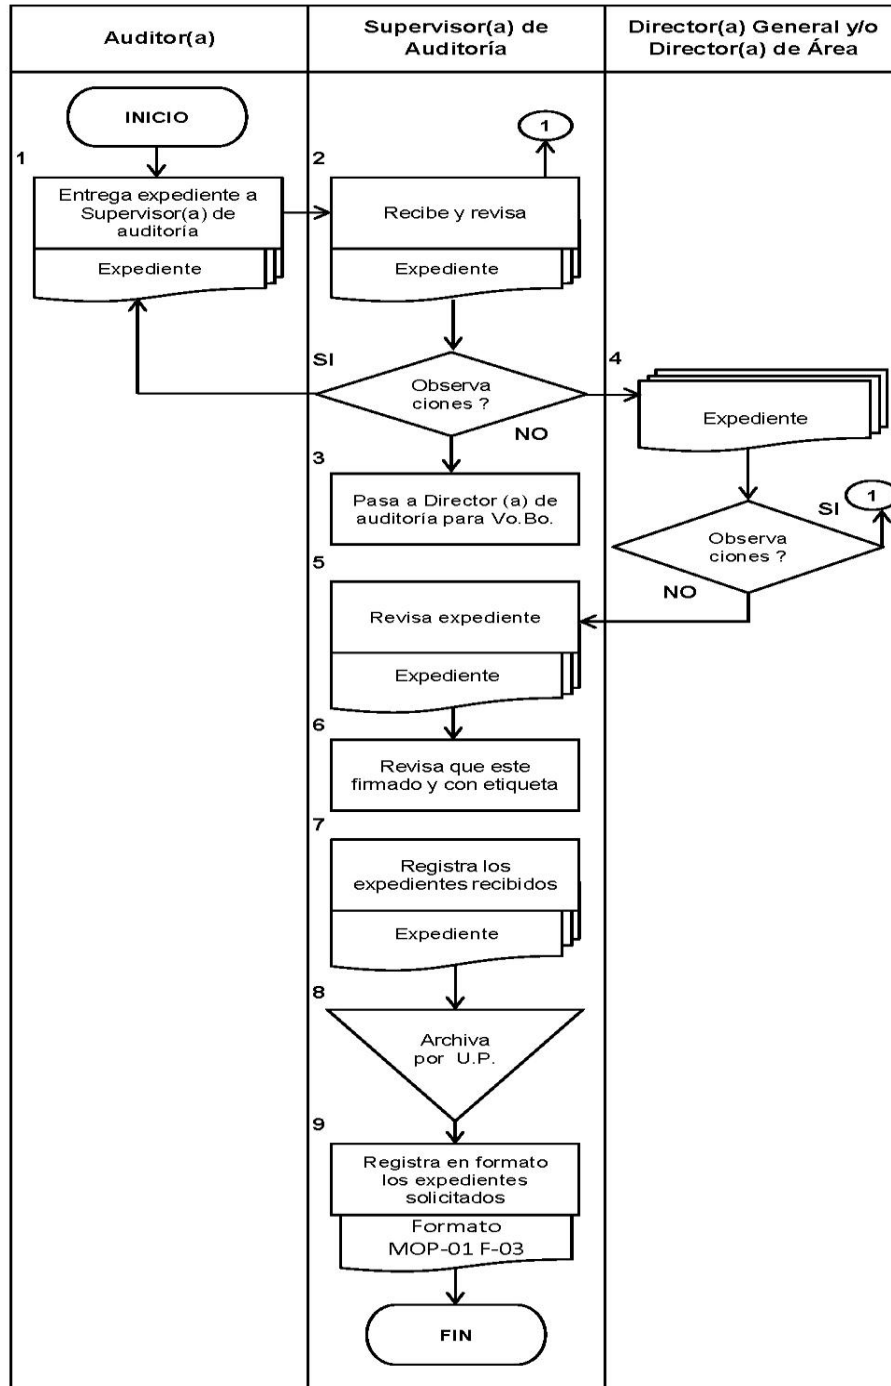 Auditor(a)
Supervisor(a) de
Auditoría
Director(a) General y/o
Director(a) de Área
INICIO
1
1
Entrega expediente a
Supervisor(a) de
auditoría
Expediente
2
Recibe y revisa
Expediente
SI
Observa
ciones ?
NO
4
Expediente
3
Pasa a Director (a) de
auditoría para Vo.Bo.
SI
1
Observa
ciones ?
NO
5
Revisa expediente
Expediente
6
Revisa que este
firmado y con etiqueta
7
Registra los
expedientes recibidos
Expediente
8
Archiva
por U.P.
9
Registra en formato
los expedientes
solicitados
Formato
MOP-01 F-03
FIN